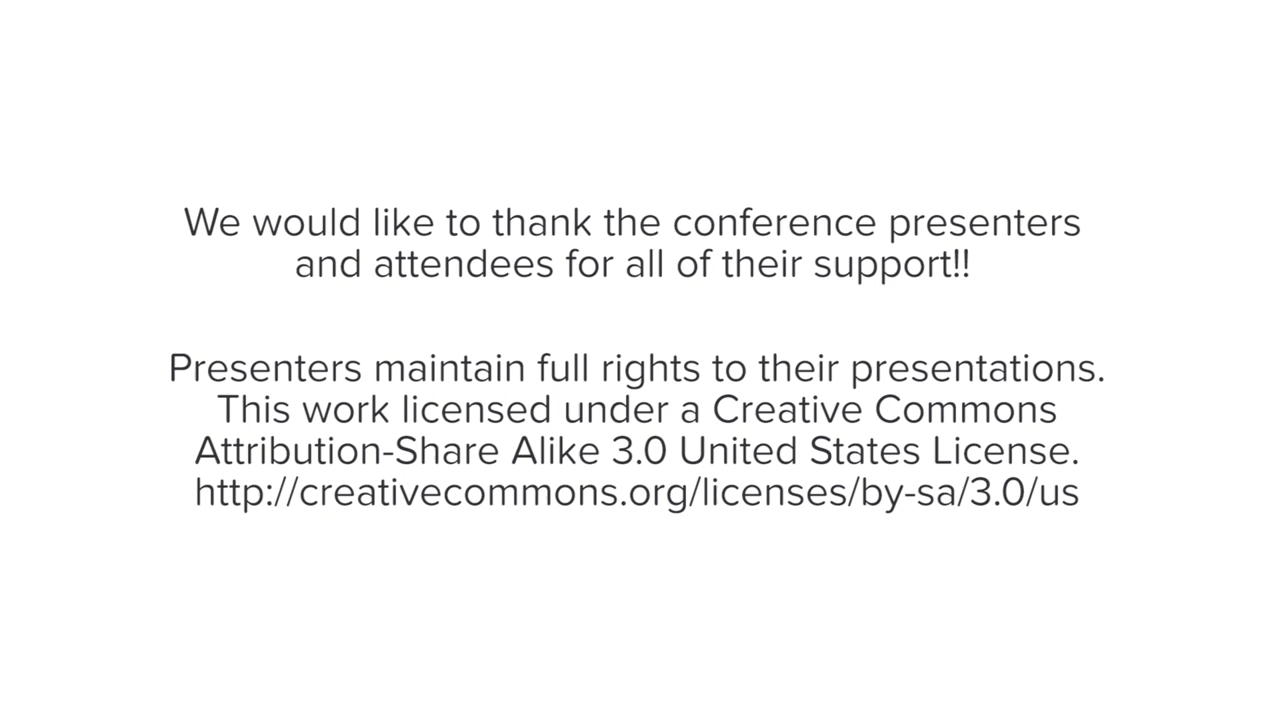 We would like to thank the conference presenters
and attendees for all of their support!!
Presenters maintain full rights to their presentations.
This work licensed under a Creative Commons
Attribution-Share Alike 3.0 United States License.
http://creativecommons.org/licenses/by-sa/3.0/us